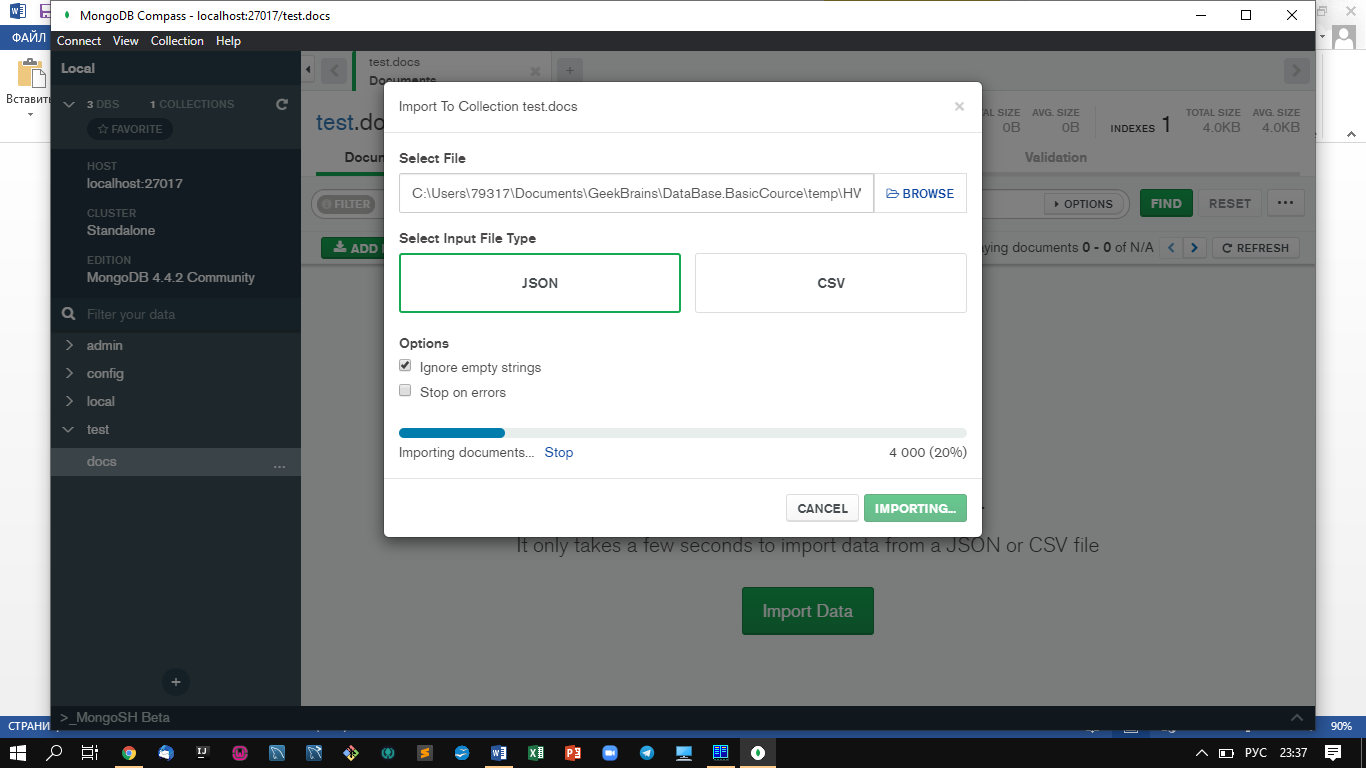 MongoDB Compass - localhost:27017/test.docs
ФАЙЛ
Connect View Collection Help
Вставить
Local
3 DBS 1 COLLECTIONS
FAVORITE
HOST
localhost:27017
CLUSTER
Standalone
EDITION
MongoDB 4.4.2 Community
Filter your data
admin
config
local
test
docs
...
test.docs
Documents
test.do
SIZE AVG. SIZE
0B 0B
INDEXES 1
TOTAL SIZE AVG. SIZE
4.0KB 4.0KB
Docum
Validation
FILTER
OPTIONS
FIND
RESET
...
ADD
documents 0 - 0 of N/A
REFRESH
Import To Collection test.docs
×
Select File
C:\Users\79317\Documents\GeekBrains\DataBase.BasicCource\temp\HW
BROWSE
Select Input File Type
JSON
CSV
Options
Ignore empty strings
Stop on errors
Importing documents... Stop 4 000 (20%)
CANCEL
IMPORTING...
It only takes a few seconds to import data from a JSON or CSV file
Import Data
>_MongoSH Beta
СТРАНИ
90%
РУС
23:37